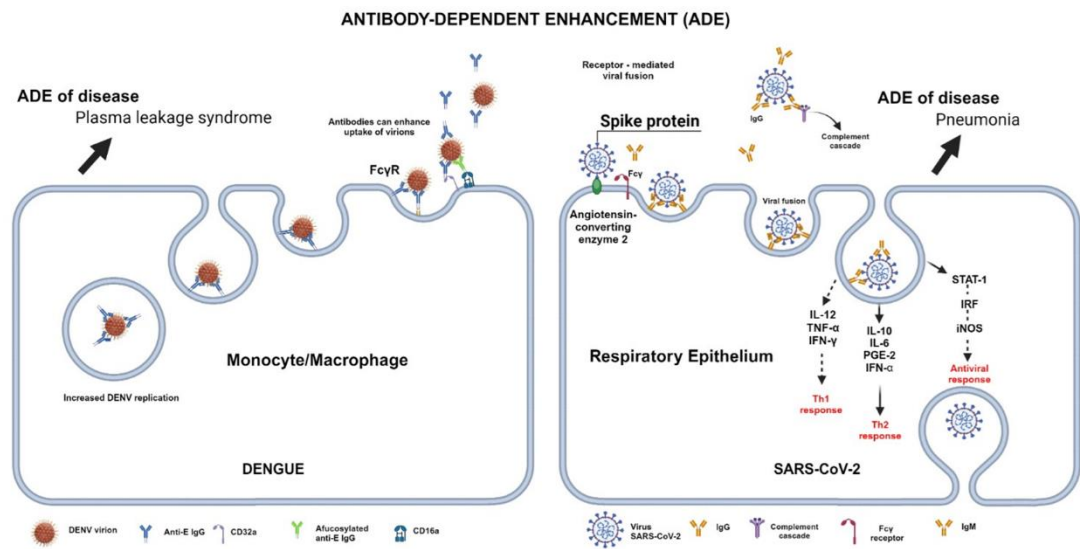 ANTIBODY-DEPENDENT ENHANCEMENT (ADE)
ADE of disease
Plasma leakage syndrome
Antibodies can enhance
uptake of virions
FcγR
Monocyte/Macrophage
Increased DENV replication
DENGUE
DENV virion
Anti-E IgG
CD32a
Afucosylated
anti-E IgG
CD16a
Receptor - mediated
viral fusion
Spike protein
Fcγ
Angiotensin-
converting
enzyme 2
IgG
Complement
cascade
ADE of disease
Pneumonia
Viral fusion
Respiratory Epithelium
IL-12
TNF-α
IFN-γ
Th1
response
IL-10
IL-6
PGE-2
IFN-α
Th2
response
STAT-1
IRF
iNOS
Antiviral
response
SARS-CoV-2
Virus
SARS-CoV-2
IgG
Complement
cascade
Fcγ
receptor
IgM